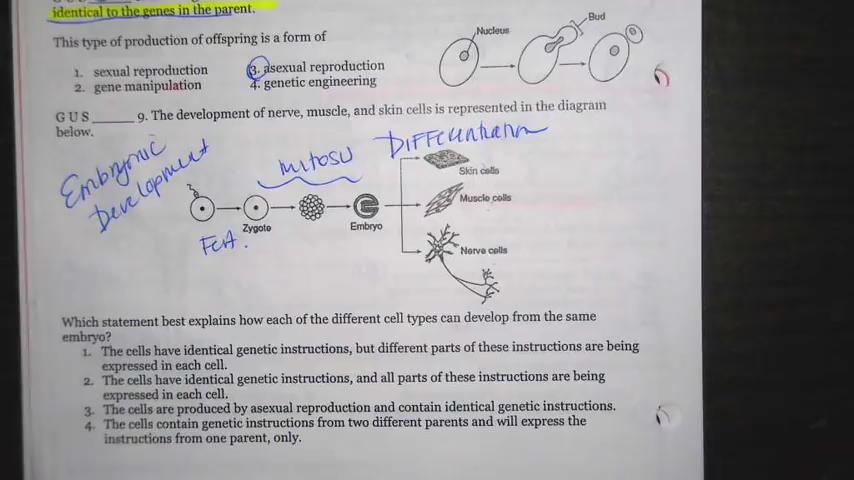 identical to the genes in the parent.
This type of production of offspring is a form of
1. sexual reproduction
2. gene manipulation
3. asexual reproduction
4. genetic engineering
Nucleus
Bud
G U S______ 9. The development of nerve, muscle, and skin cells is represented in the diagram
below.
Embryonic
Development
mitosis
Differentiation
Fert.
Zygote
Embryo
Skin cells
Muscle cells
Nerve cells
Which statement best explains how each of the different cell types can develop from the same
embryo?
1. The cells have identical genetic instructions, but different parts of these instructions are being
expressed in each cell.
2. The cells have identical genetic instructions, and all parts of these instructions are being
expressed in each cell.
3. The cells are produced by asexual reproduction and contain identical genetic instructions.
4. The cells contain genetic instructions from two different parents and will express the
instructions from one parent, only.